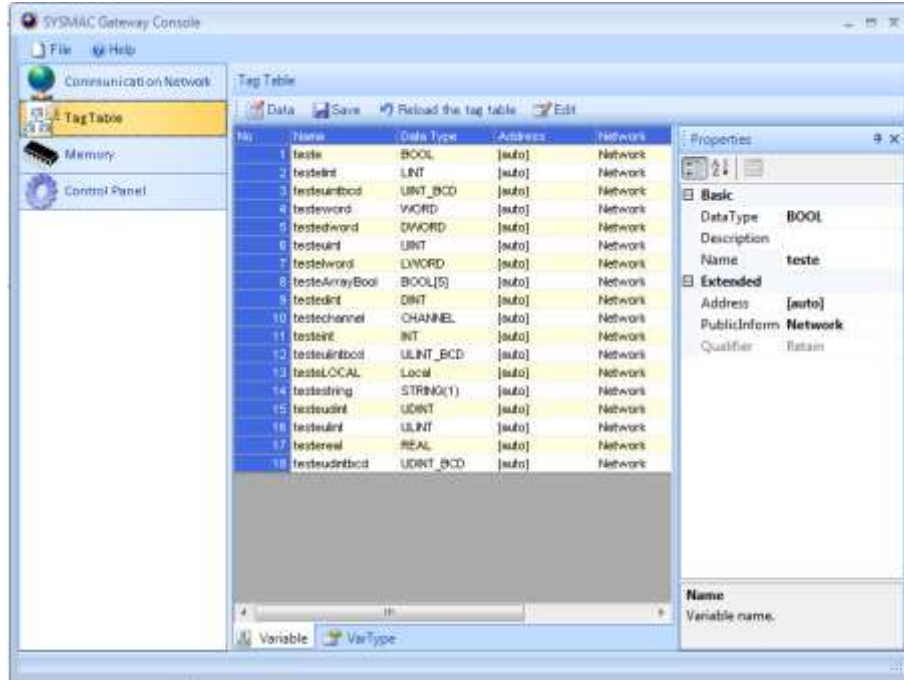 SYSMAC Gateway Console
File Help
Communication Network
Tag Table
Memory
Control Panel
Tag Table
Data Save Reload the tag table Edit
No Name Data Type Address Network
1 teste BOOL [auto] Network
2 testelint LINT [auto] Network
3 testeuintbcd UINT_BCD [auto] Network
4 testeword WORD [auto] Network
5 testedword DWORD [auto] Network
6 testeuint UINT [auto] Network
7 testelword LWORD [auto] Network
8 testeArrayBool BOOL[5] [auto] Network
9 testedint DINT [auto] Network
10 testechannel CHANNEL [auto] Network
11 testeint INT [auto] Network
12 testeulintbcd ULINT_BCD [auto] Network
13 testeLOCAL Local [auto] Network
14 testestring STRING(1) [auto] Network
15 testeudint UDINT [auto] Network
16 testeulint ULINT [auto] Network
17 testereal REAL [auto] Network
18 testeudintbcd UDINT_BCD [auto] Network
Variable VarType
Properties
Basic
DataType BOOL
Description
Name teste
Extended
Address [auto]
PublicInform Network
Qualifier Retain
Name
Variable name.